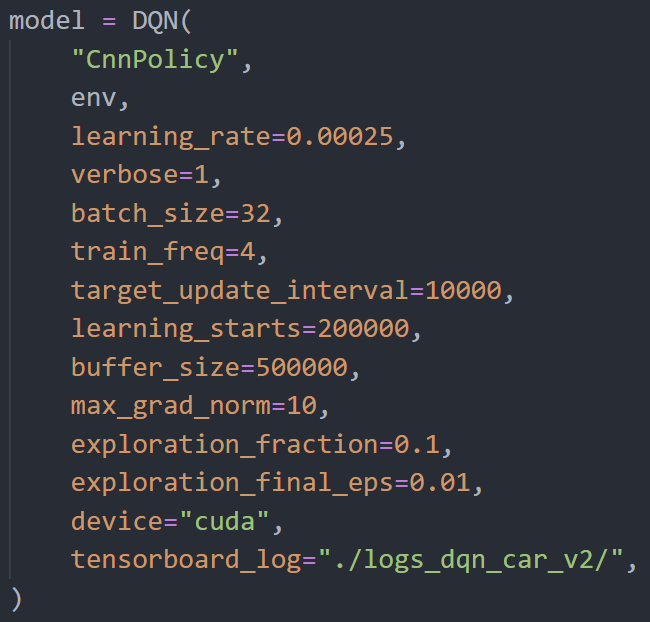 model = DQN(
    "CnnPolicy",
    env,
    learning_rate=0.00025,
    verbose=1,
    batch_size=32,
    train_freq=4,
    target_update_interval=10000,
    learning_starts=200000,
    buffer_size=500000,
    max_grad_norm=10,
    exploration_fraction=0.1,
    exploration_final_eps=0.01,
    device="cuda",
    tensorboard_log="./logs_dqn_car_v2/",
)